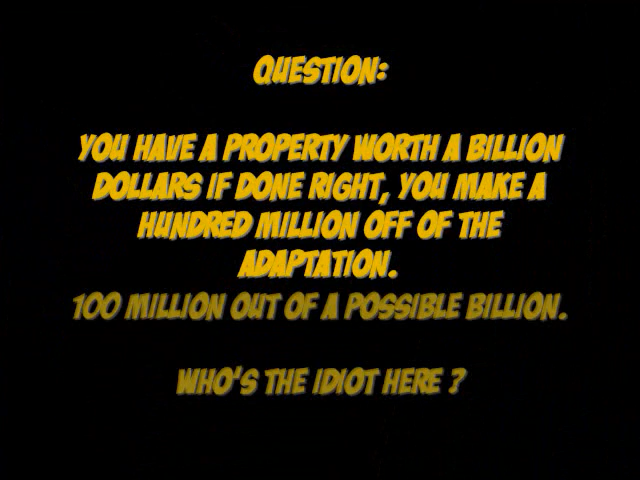 QUESTION:
YOU HAVE A PROPERTY WORTH A BILLION
DOLLARS IF DONE RIGHT, YOU MAKE A
HUNDRED MILLION OFF OF THE
ADAPTATION.
100 MILLION OUT OF A POSSIBLE BILLION.
WHO'S THE IDIOT HERE ?